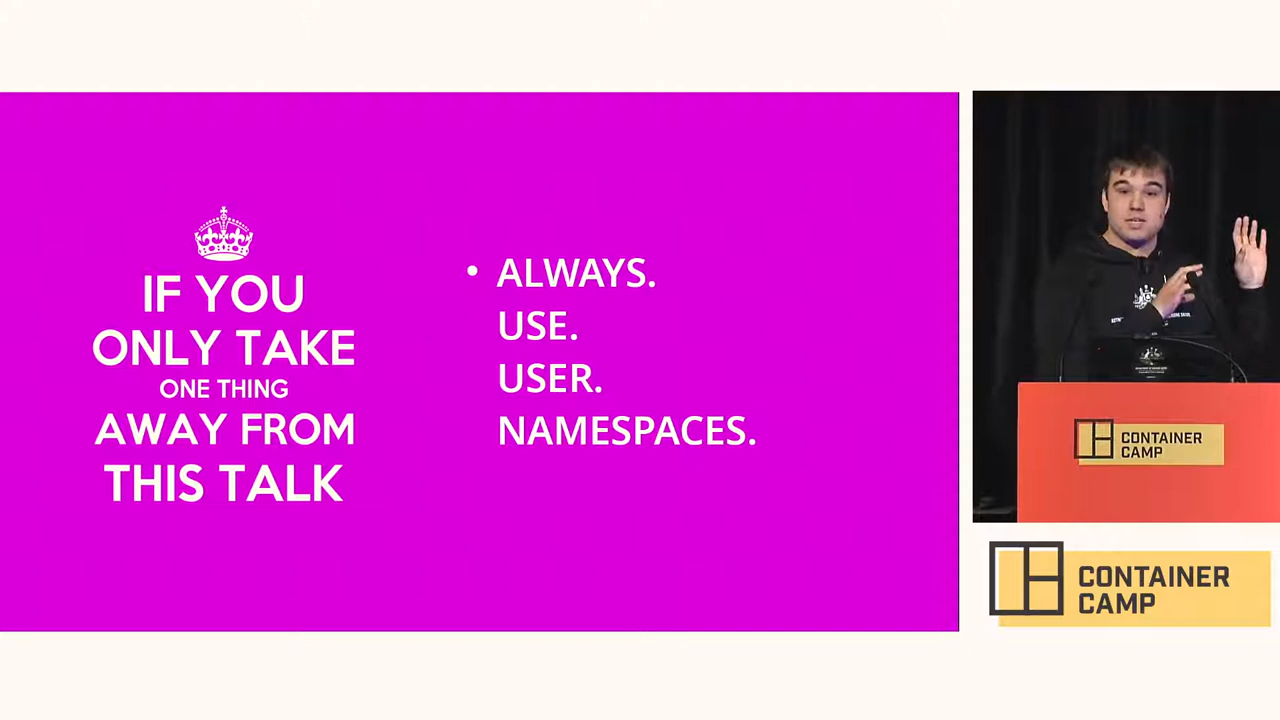 IF YOU
ONLY TAKE
ONE THING
AWAY FROM
THIS TALK
• ALWAYS.
USE.
USER.
NAMESPACES.
CONTAINER
CAMP
CONTAINER
CAMP